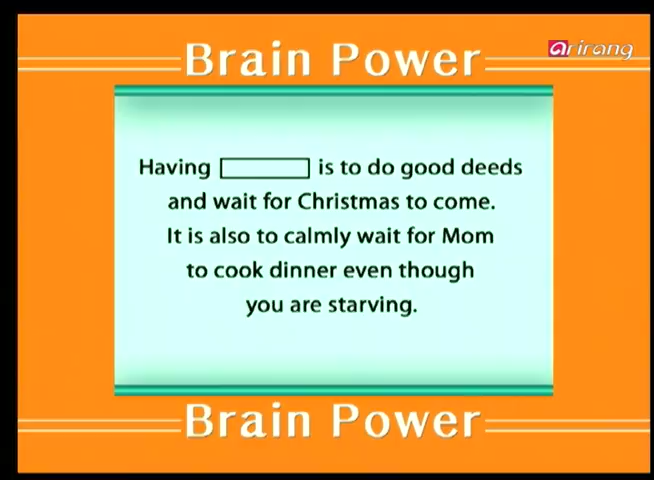 Brain Power
arirang
Having is to do good deeds
and wait for Christmas to come.
It is also to calmly wait for Mom
to cook dinner even though
you are starving.
Brain Power